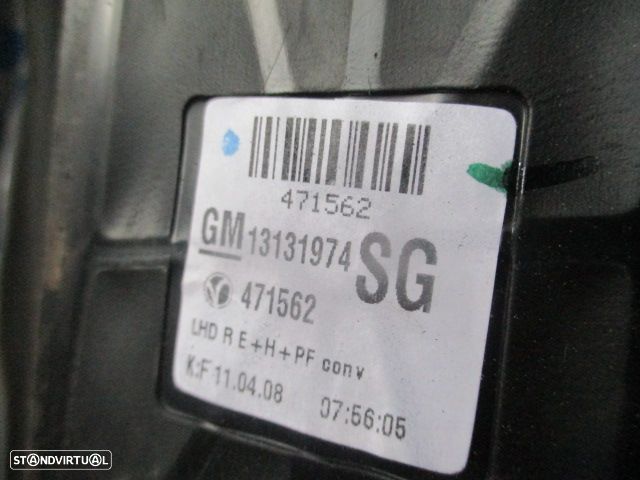 471562
GM 13131974 SG
471562
LHD R E+H+PF conv
K:F 11.04.08 07:56:05
STANDVIRTUAL